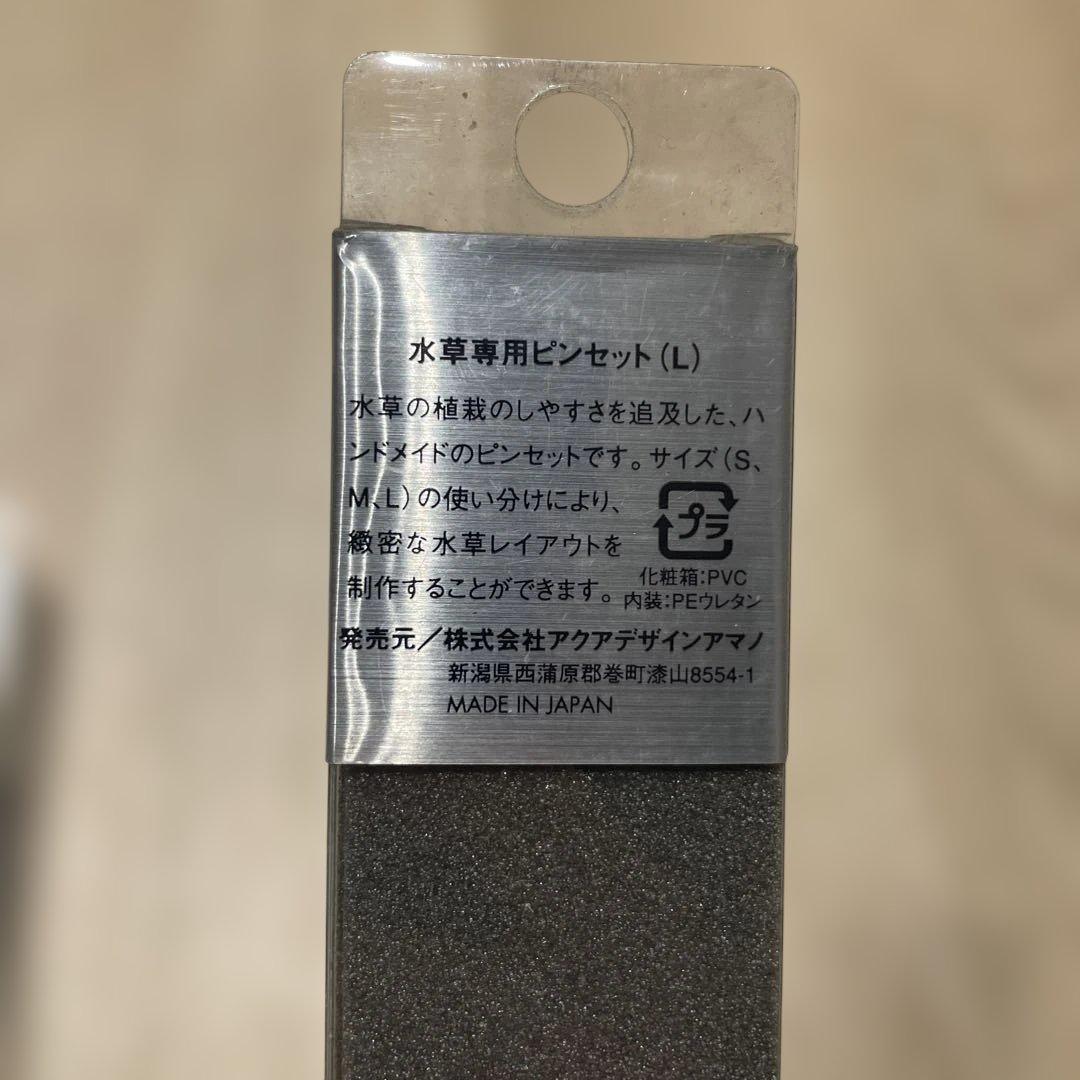 水草専用ピンセット(L)
水草の植栽のしやすさを追及した、ハ
ンドメイドのピンセットです。サイズ(S、
M、L)の使い分けにより、
緻密な水草レイアウトを
制作することができます。
プラ
化粧箱:PVC
内装:PEウレタン
発売元/株式会社アクアデザインアマノ
新潟県西蒲原郡巻町漆山8554-1
MADE IN JAPAN